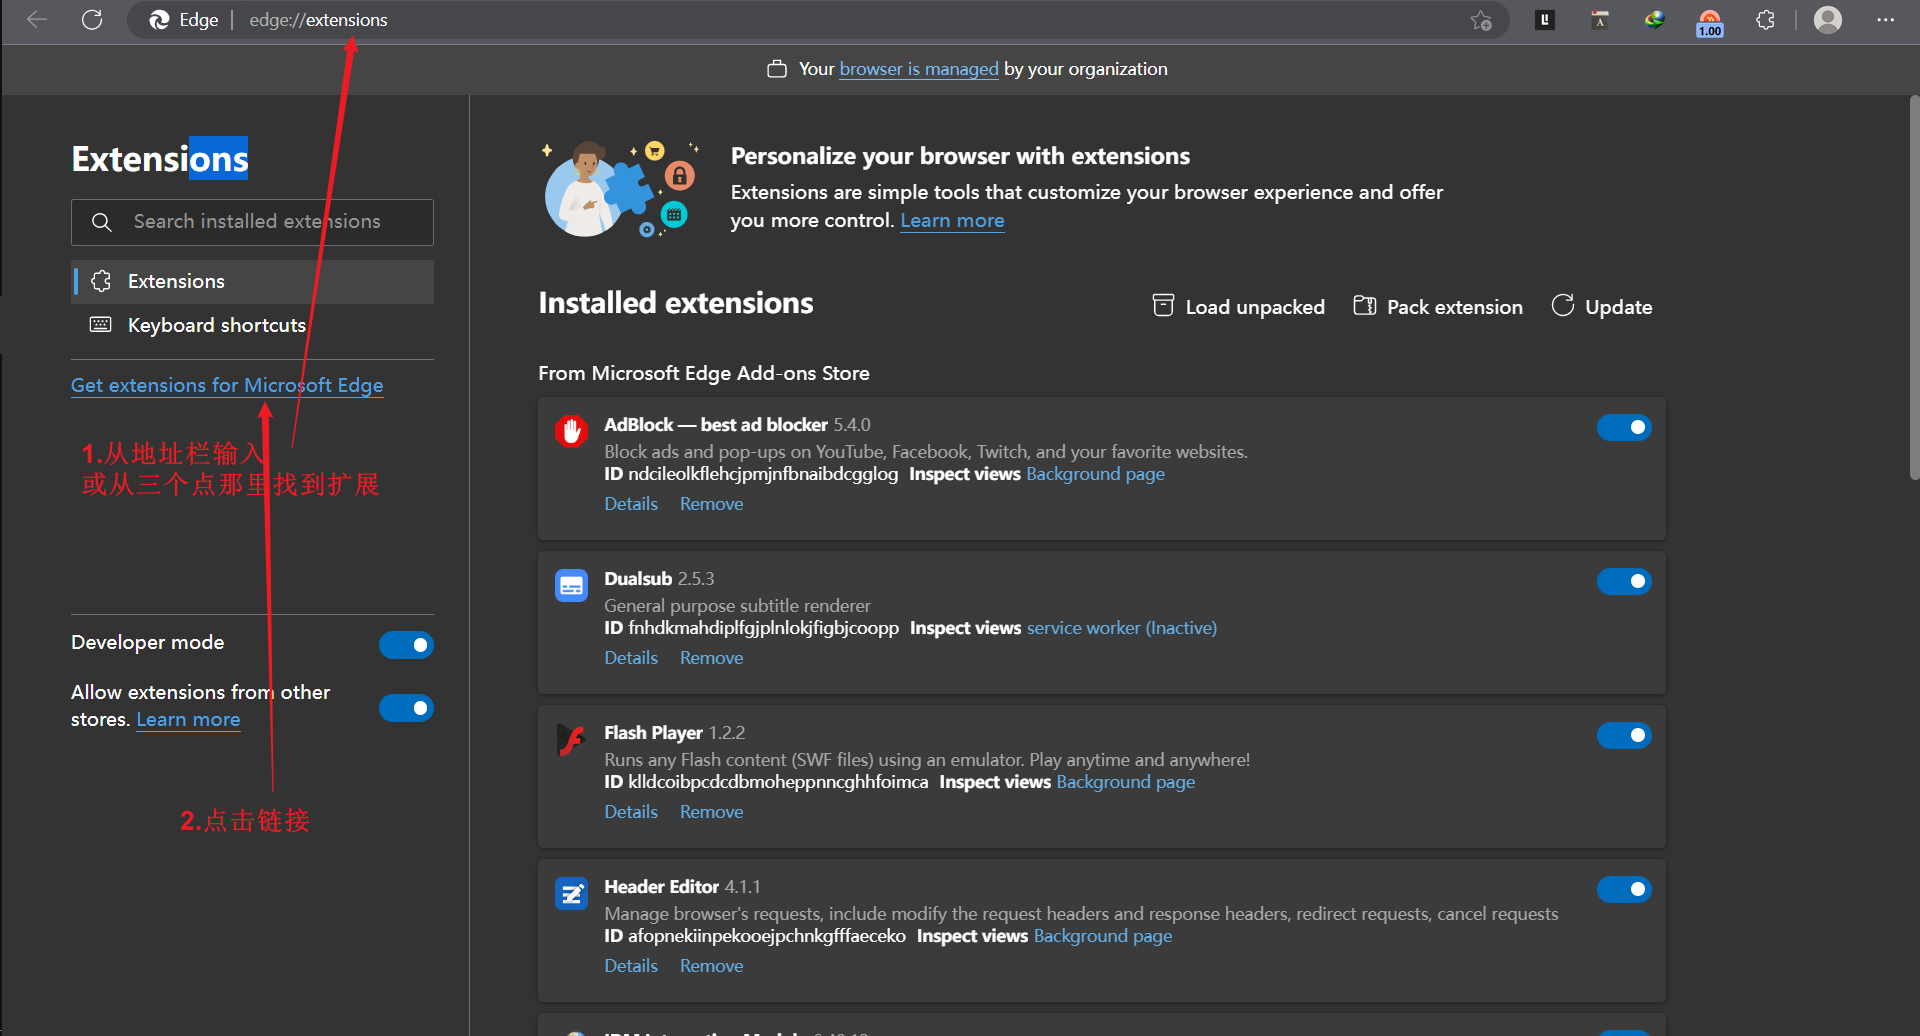 Edge
edge://extensions
1.00
Your browser is managed by your organization
Extensions
Search installed extensions
Extensions
Keyboard shortcuts
Get extensions for Microsoft Edge
1.从地址栏输入
或从三个点那里找到扩展
Developer mode
Allow extensions from other
stores. Learn more
2.点击链接
Personalize your browser with extensions
Extensions are simple tools that customize your browser experience and offer
you more control. Learn more
Installed extensions
Load unpacked
Pack extension
Update
From Microsoft Edge Add-ons Store
AdBlock — best ad blocker 5.4.0
Block ads and pop-ups on YouTube, Facebook, Twitch, and your favorite websites.
ID ndcileolkflehcjpmjnfbnaibdcgglog Inspect views Background page
Details Remove
Dualsub 2.5.3
General purpose subtitle renderer
ID fnhdkmahdiplfgjplnlokjfigbjcoopp Inspect views service worker (Inactive)
Details Remove
Flash Player 1.2.2
Runs any Flash content (SWF files) using an emulator. Play anytime and anywhere!
ID klldcoibpcdcdbmoheppnncghhfoimca Inspect views Background page
Details Remove
Header Editor 4.1.1
Manage browser's requests, include modify the request headers and response headers, redirect requests, cancel requests
ID afopnekiinpekooejpchnkgfffaeceko Inspect views Background page
Details Remove